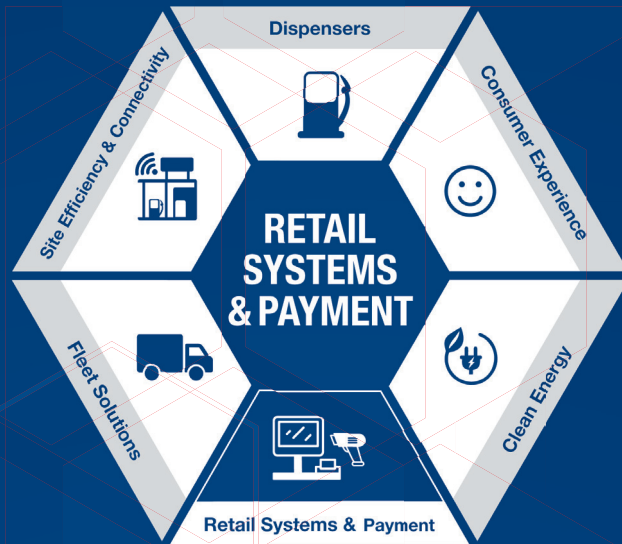 Dispensers
Site Efficiency & Connectivity
Consumer Experience
RETAIL
SYSTEMS
& PAYMENT
Fleet Solutions
Clean Energy
Retail Systems & Payment